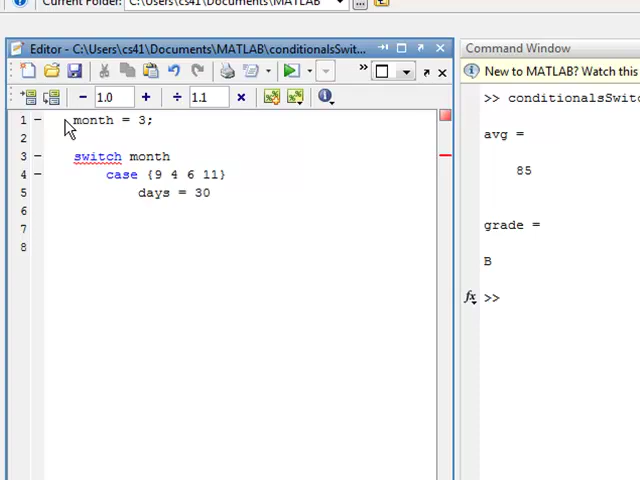 Current Folder: C:\Users\cs41\Documents\MATLAB\conditionals
Editor - C:\Users\cs41\Documents\MATLAB\conditionalsSwit...
Command Window
1.0
1.1
New to MATLAB? Watch this
1 month = 3;
2
3 switch month
4 case {9 4 6 11}
5 days = 30
6
7
8
>> conditionalsSwitc
avg =
85
grade =
B
fx >>